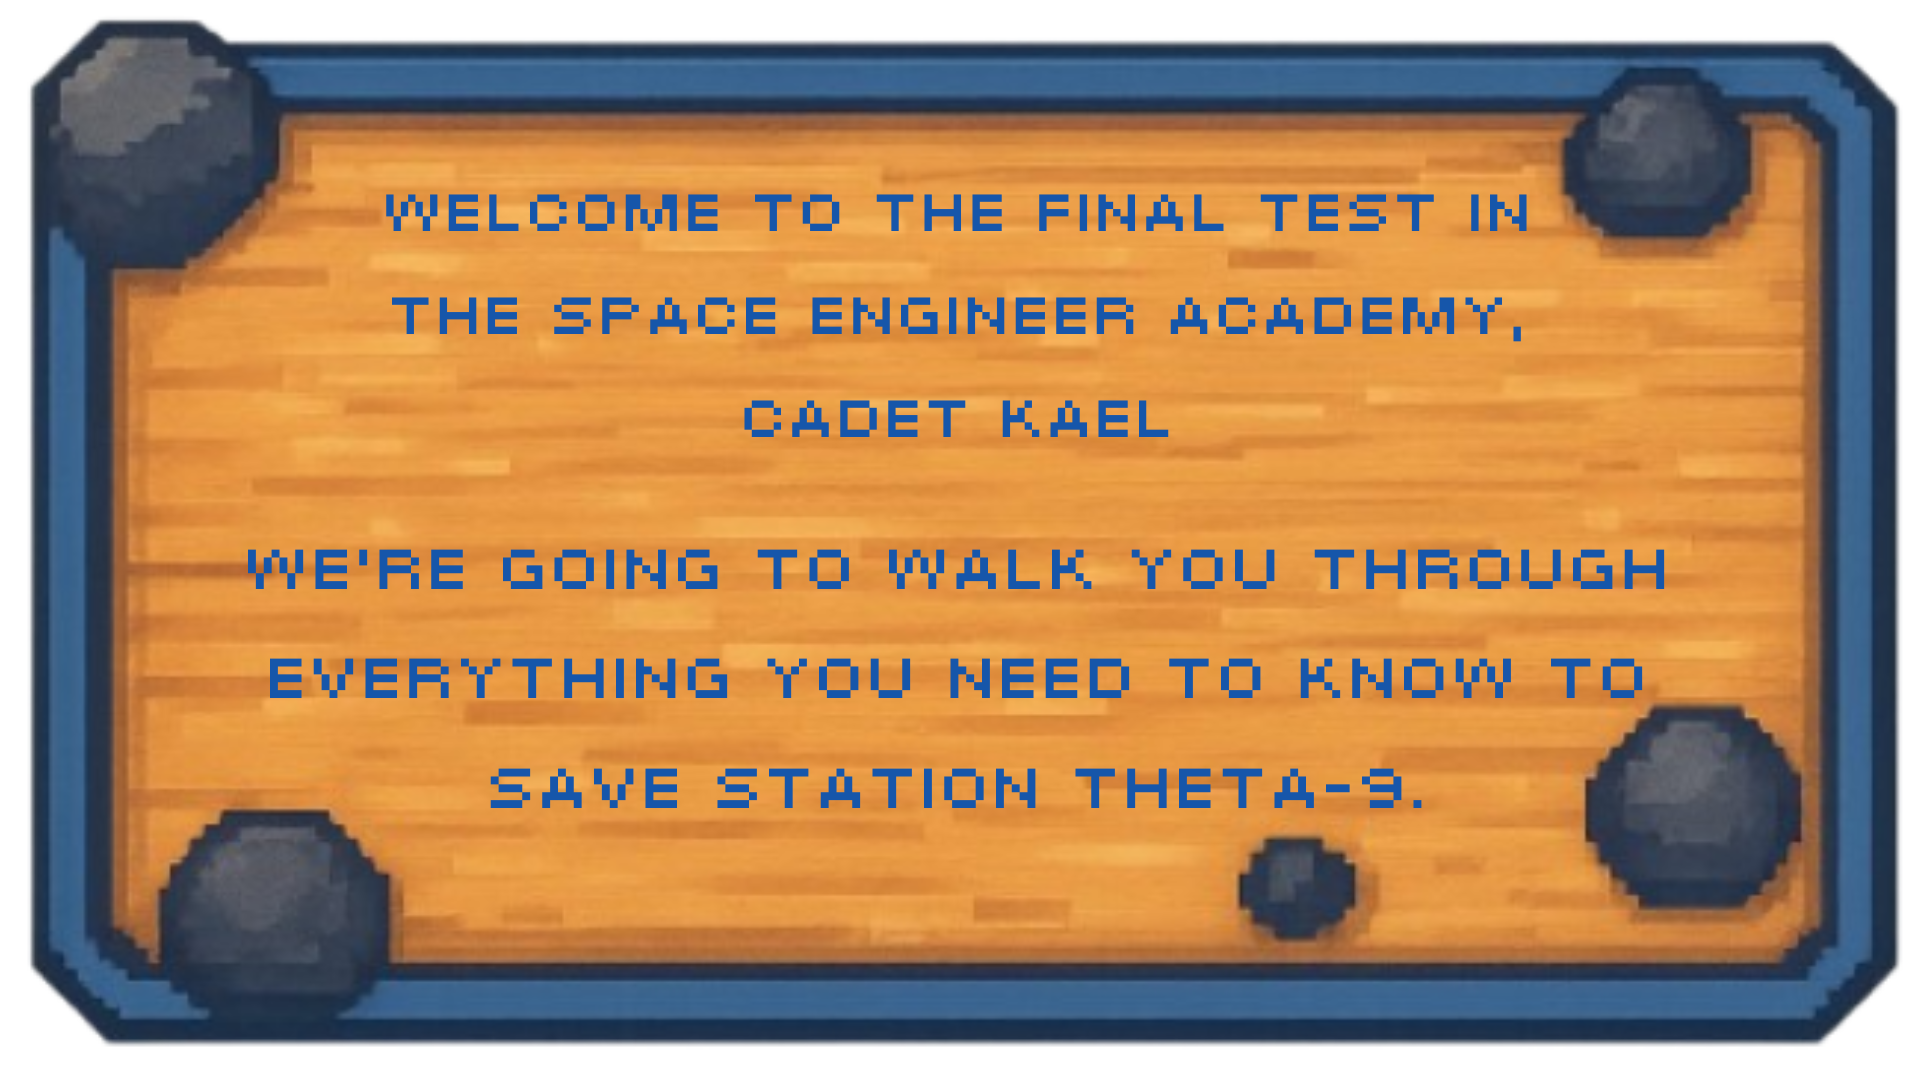 WELCOME TO THE FINAL TEST IN
THE SPACE ENGINEER ACADEMY,
CADET KAEL
WE'RE GOING TO WALK YOU THROUGH
EVERYTHING YOU NEED TO KNOW TO
SAVE STATION THETA-9.